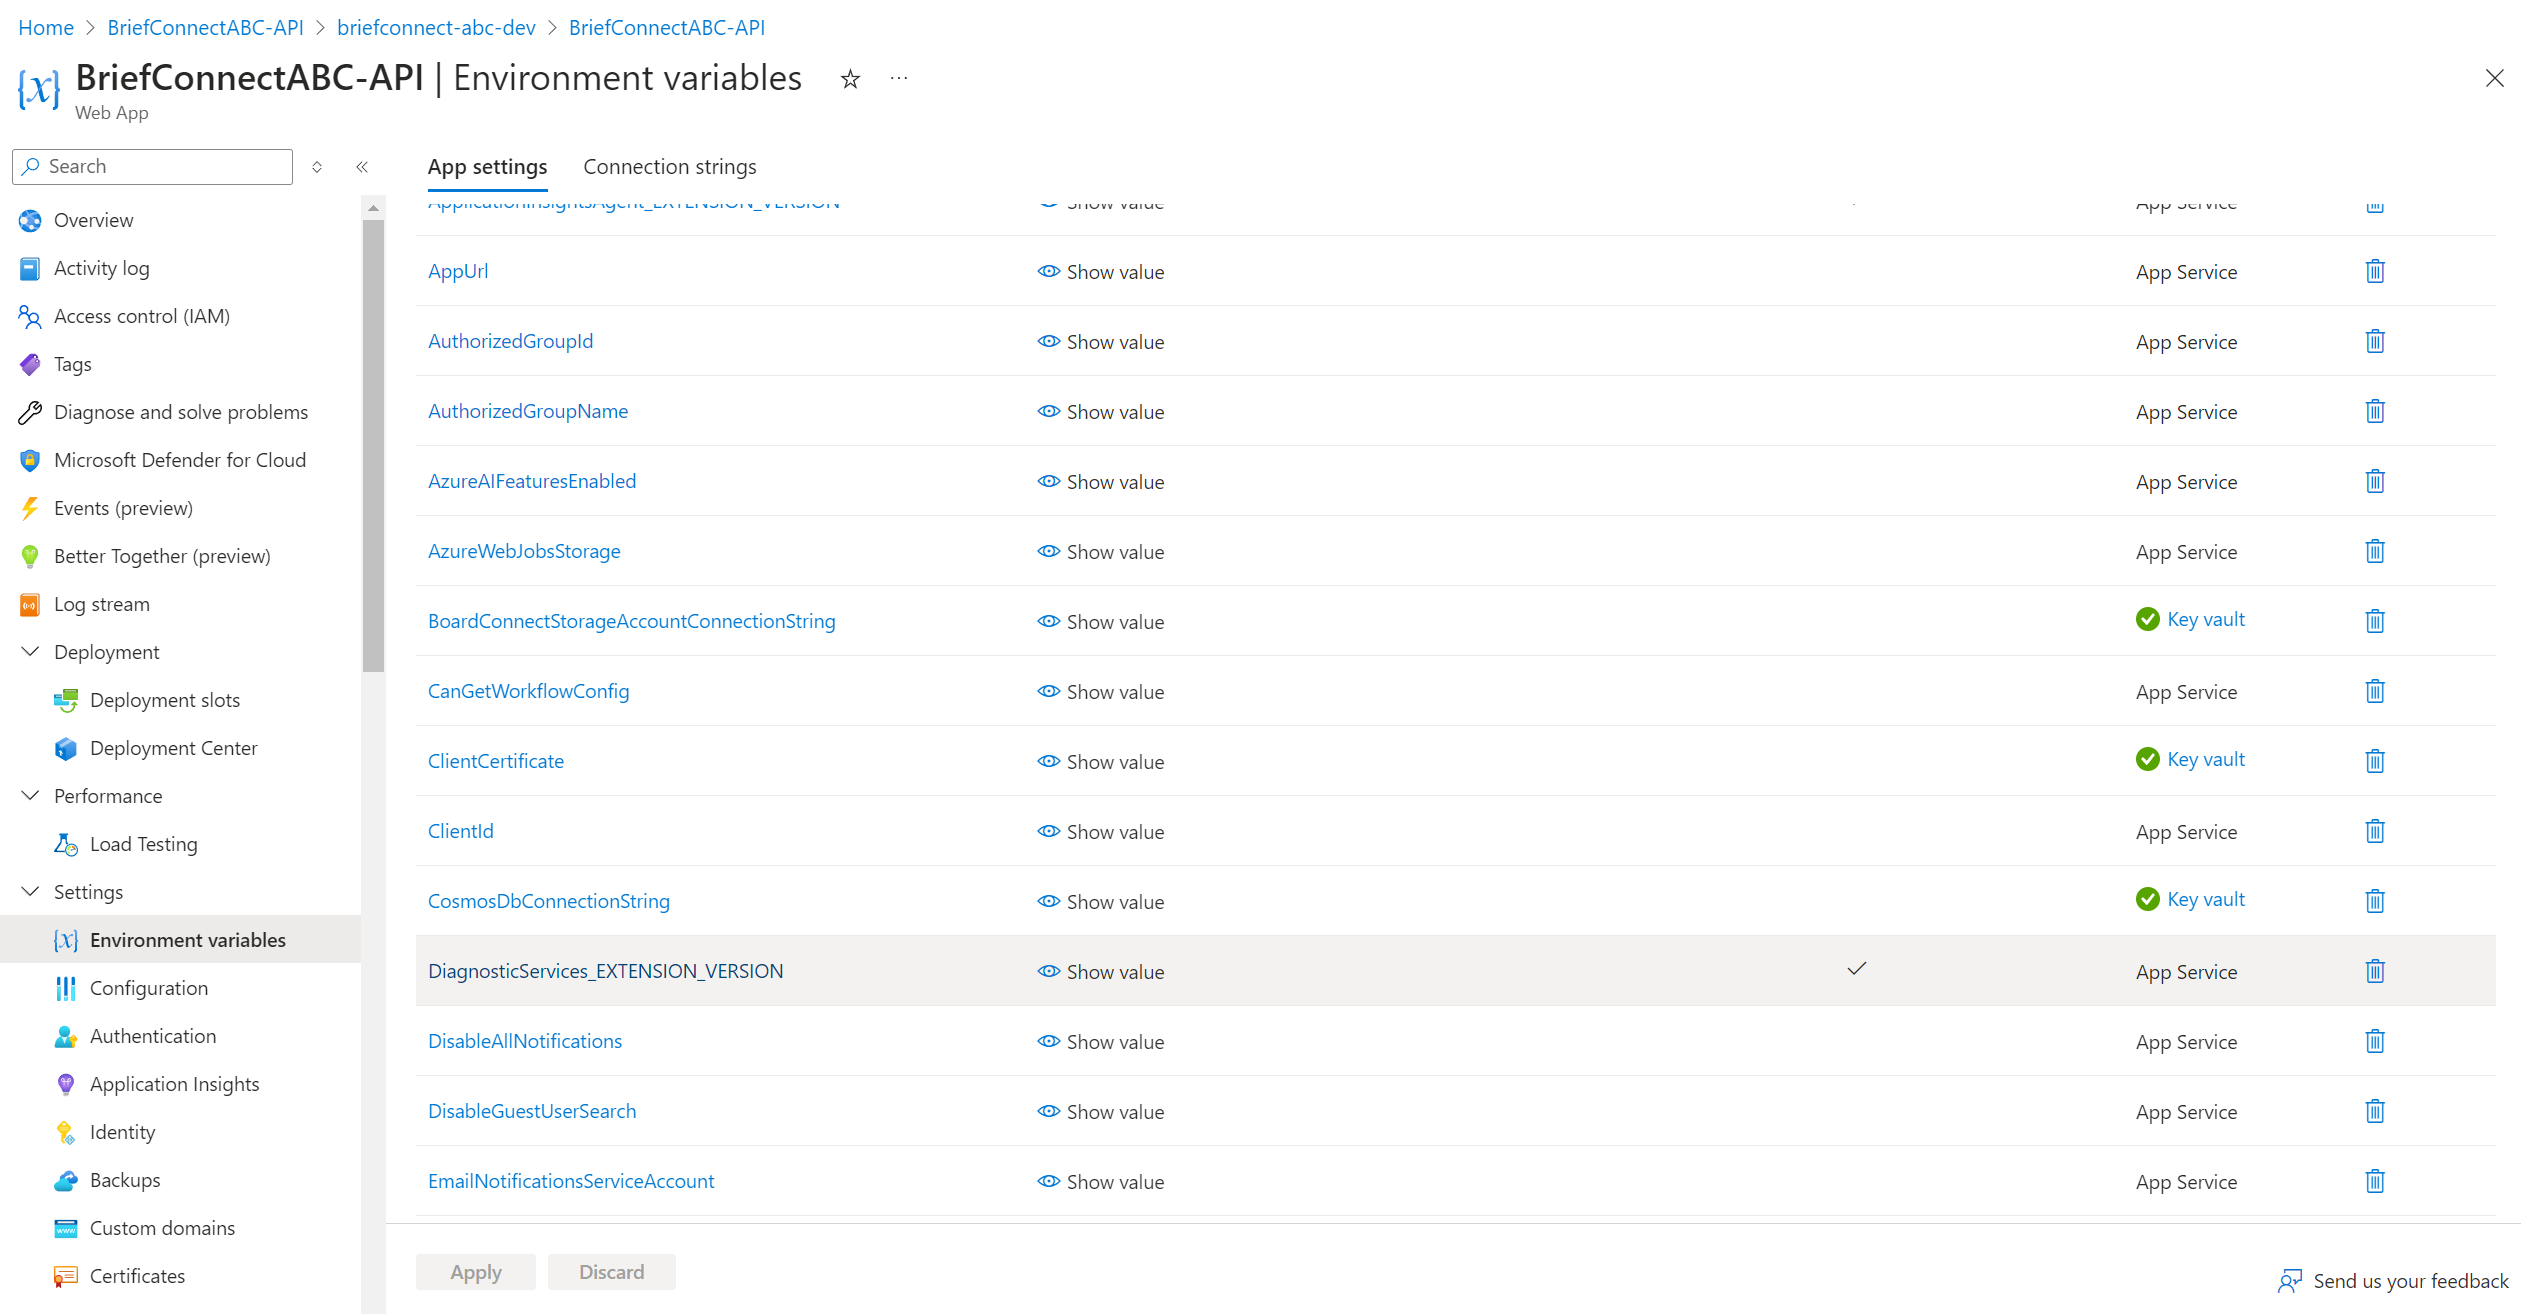 Home > BriefConnectABC-API > briefconnect-abc-dev > BriefConnectABC-API
BriefConnectABC-API | Environment variables
Web App
Search
Overview
Activity log
Access control (IAM)
Tags
Diagnose and solve problems
Microsoft Defender for Cloud
Events (preview)
Better Together (preview)
Log stream
Deployment
Deployment slots
Deployment Center
Performance
Load Testing
Settings
Environment variables
Configuration
Authentication
Application Insights
Identity
Backups
Custom domains
Certificates
App settings Connection strings
ApplicationInsightsAgent_EXTENSION_VERSION Show value App Service
AppUrl Show value App Service
AuthorizedGroupId Show value App Service
AuthorizedGroupName Show value App Service
AzureAIFeaturesEnabled Show value App Service
AzureWebJobsStorage Show value App Service
BoardConnectStorageAccountConnectionString Show value Key vault
CanGetWorkflowConfig Show value App Service
ClientCertificate Show value Key vault
ClientId Show value App Service
CosmosDbConnectionString Show value Key vault
DiagnosticServices_EXTENSION_VERSION Show value App Service
DisableAllNotifications Show value App Service
DisableGuestUserSearch Show value App Service
EmailNotificationsServiceAccount Show value App Service
Apply Discard
Send us your feedback